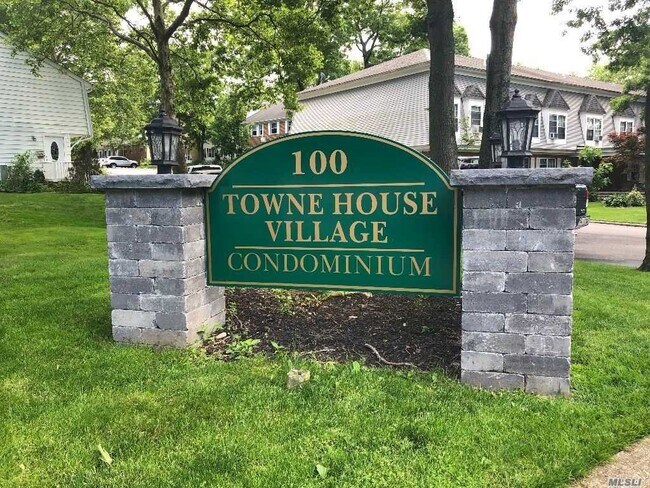 100
TOWNE HOUSE
VILLAGE
CONDOMINIUM
MLSLI